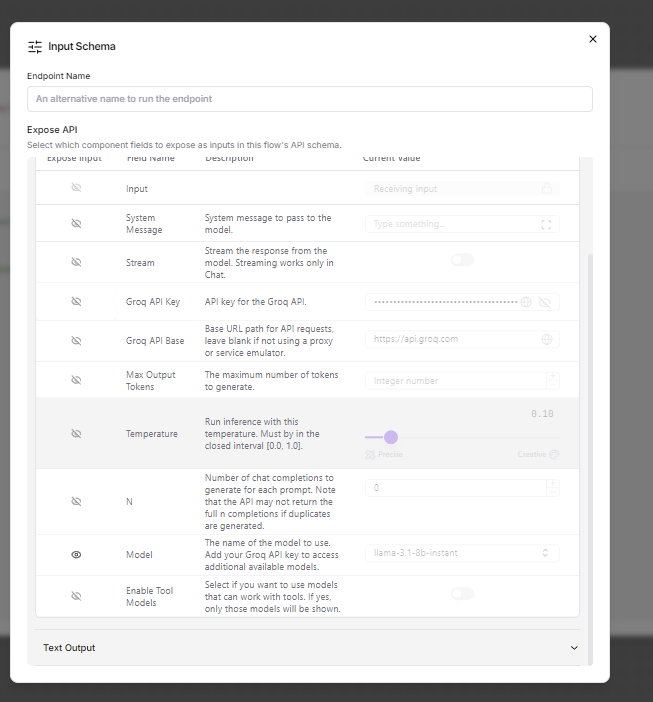 Input Schema
Endpoint Name
An alternative name to run the endpoint
Expose API
Select which component fields to expose as inputs in this flow's API schema.
Expose Input Field Name Description Current Value
Input Receiving input
System Message
System message to pass to the
model.
Type something...
Stream
Stream the response from the
model. Streaming works only in
Chat.
Groq API Key API key for the Groq API.
Groq API Base
Base URL path for API requests,
leave blank if not using a proxy
or service emulator.
https://api.groq.com
Max Output
Tokens
The maximum number of tokens
to generate.
Integer number
Temperature
Run inference with this
temperature. Must by in the
closed interval [0.0, 1.0].
0.10
Precise Creative
N
Number of chat completions to
generate for each prompt. Note
that the API may not return the
full n completions if duplicates
are generated.
0
Model
The name of the model to use.
Add your Groq API key to access
additional available models.
llama-3.1-8b-instant
Enable Tool
Models
Select if you want to use models
that can work with tools. If yes,
only those models will be shown.
Text Output